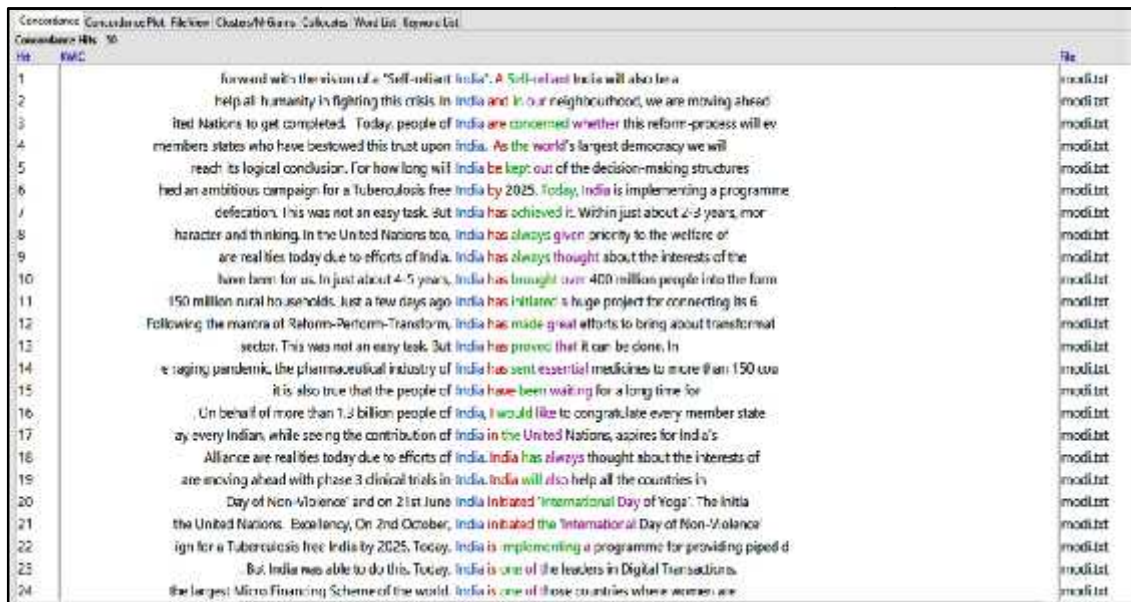 Concordance Concordance Plot File View Clusters/N-Grams Collocates Word List Keyword List
Concordance Hits 50
Hit KWIC File
1 forward with the vision of a "Self-reliant India". A Self-reliant India will also be a modi.txt
2 help all humanity in fighting this crisis. In India and in our neighbourhood, we are moving ahead modi.txt
3 ited Nations to get completed. Today, people of India are concerned whether this reform-process will ev modi.txt
4 members states who have bestowed this trust upon India. As the world's largest democracy we will modi.txt
5 reach its logical conclusion. For how long will India be kept out of the decision-making structures modi.txt
6 hed an ambitious campaign for a Tuberculosis free India by 2025. Today, India is implementing a programme modi.txt
7 defecation. This was not an easy task. But India has achieved it. Within just about 2-3 years, mor modi.txt
8 haracter and thinking. In the United Nations too, India has always given priority to the welfare of modi.txt
9 are realities today due to efforts of India. India has always thought about the interests of the modi.txt
10 have been for us. In just about 4-5 years, India has brought over 400 million people into the form modi.txt
11 150 million rural households. Just a few days ago India has initiated a huge project for connecting its 6 modi.txt
12 Following the mantra of Reform-Perform-Transform, India has made great efforts to bring about transformat modi.txt
13 sector. This was not an easy task. But India has proved that it can be done. In modi.txt
14 e raging pandemic, the pharmaceutical industry of India has sent essential medicines to more than 150 cou modi.txt
15 it is also true that the people of India have been waiting for a long time for modi.txt
16 On behalf of more than 1.3 billion people of India, I would like to congratulate every member state modi.txt
17 ay every Indian, while seeing the contribution of India in the United Nations, aspires for India's modi.txt
18 Alliance are realities today due to efforts of India. India has always thought about the interests of modi.txt
19 are moving ahead with phase 3 clinical trials in India. India will also help all the countries in modi.txt
20 Day of Non-Violence' and on 21st June India initiated 'International Day of Yoga'. The initia modi.txt
21 the United Nations. Excellency, On 2nd October, India initiated the 'International Day of Non-Violence' modi.txt
22 ign for a Tuberculosis free India by 2025. Today, India is implementing a programme for providing piped d modi.txt
23 But India was able to do this. Today, India is one of the leaders in Digital Transactions. modi.txt
24 the largest Micro Financing Scheme of the world. India is one of those countries where women are modi.txt